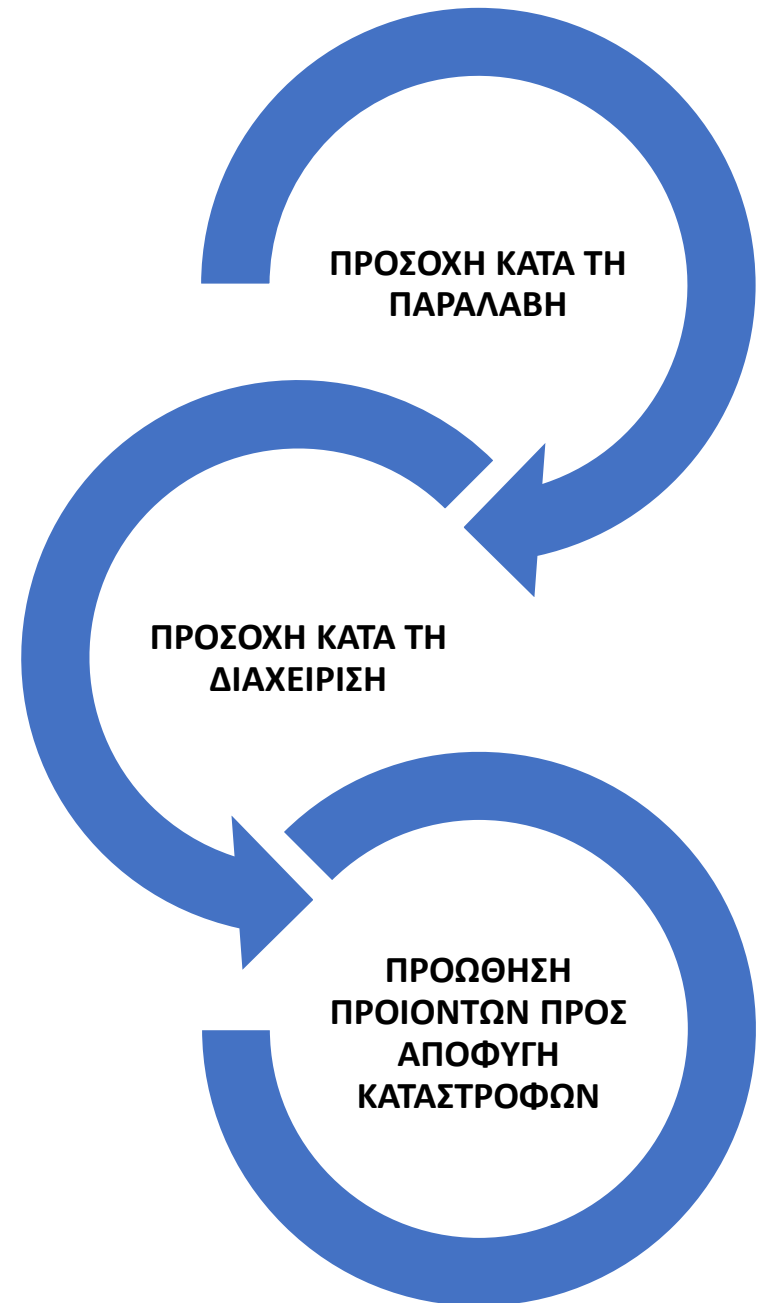 ΠΡΟΣΟΧΗ ΚΑΤΑ ΤΗ
ΠΑΡΑΛΑΒΗ
ΠΡΟΣΟΧΗ ΚΑΤΑ ΤΗ
ΔΙΑΧΕΙΡΙΣΗ
ΠΡΟΩΘΗΣΗ
ΠΡΟΙΟΝΤΩΝ ΠΡΟΣ
ΑΠΟΦΥΓΗ
ΚΑΤΑΣΤΡΟΦΩΝ